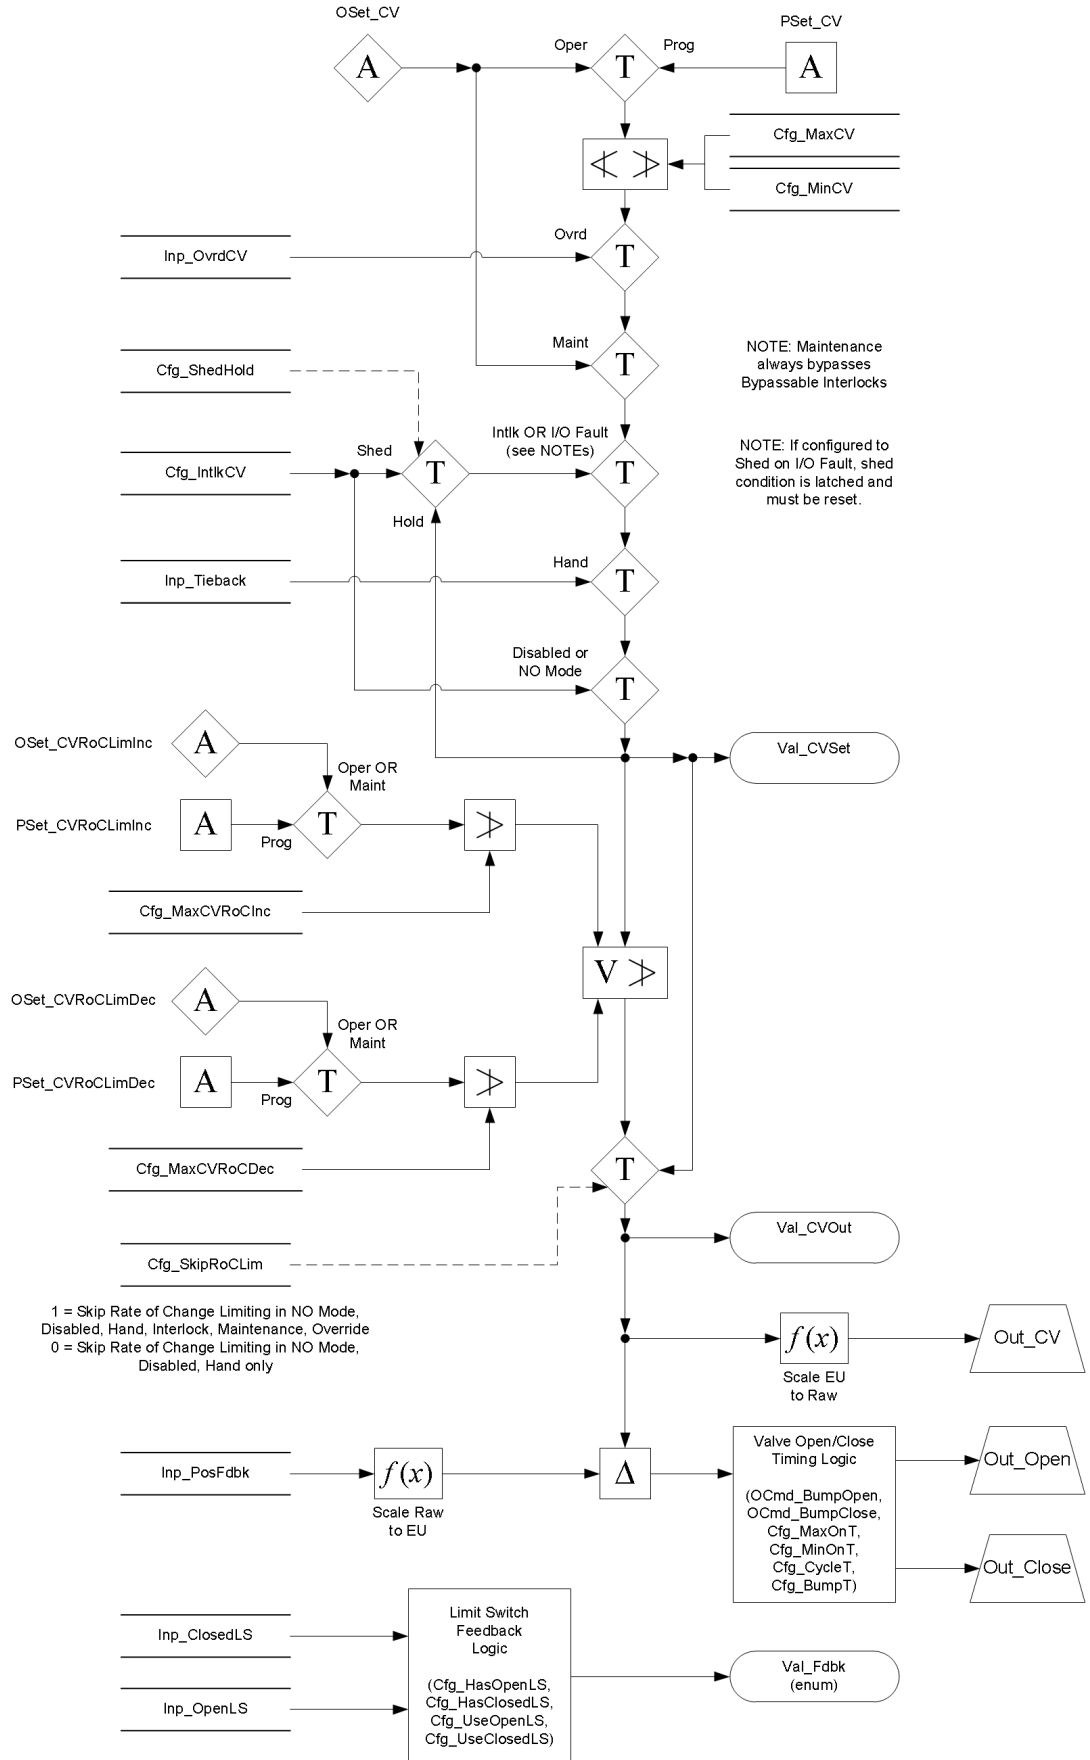 OSet_CV
PSet_CV
A
Oper
T
Prog
A
Cfg_MaxCV
Cfg_MinCV
Ovrd
Inp_OvrdCV
T
Maint
T
NOTE: Maintenance
always bypasses
Bypassable Interlocks
Cfg_ShedHold
Intlk OR I/O Fault
(see NOTEs)
NOTE: If configured to
Shed on I/O Fault, shed
condition is latched and
must be reset.
Shed
Cfg_IntlkCV
T
T
Hold
Hand
Inp_Tieback
T
Disabled or
NO Mode
T
OSet_CVRoCLimInc
A
Val_CVSet
Oper OR
Maint
PSet_CVRoCLimInc
A
Prog
T
Cfg_MaxCVRoCInc
V
OSet_CVRoCLimDec
A
Oper OR
Maint
PSet_CVRoCLimDec
A
Prog
T
Cfg_MaxCVRoCDec
T
Val_CVOut
Cfg_SkipRoCLim
1 = Skip Rate of Change Limiting in NO Mode,
Disabled, Hand, Interlock, Maintenance, Override
0 = Skip Rate of Change Limiting in NO Mode,
Disabled, Hand only
f(x)
Out_CV
Scale EU
to Raw
Inp_PosFdbk
f(x)
Scale Raw
to EU
Δ
Valve Open/Close
Timing Logic
(OCmd_BumpOpen,
OCmd_BumpClose,
Cfg_MaxOnT,
Cfg_MinOnT,
Cfg_CycleT,
Cfg_BumpT)
Out_Open
Out_Close
Inp_ClosedLS
Inp_OpenLS
Limit Switch
Feedback
Logic
(Cfg_HasOpenLS,
Cfg_HasClosedLS,
Cfg_UseOpenLS,
Cfg_UseClosedLS)
Val_Fdbk
(enum)